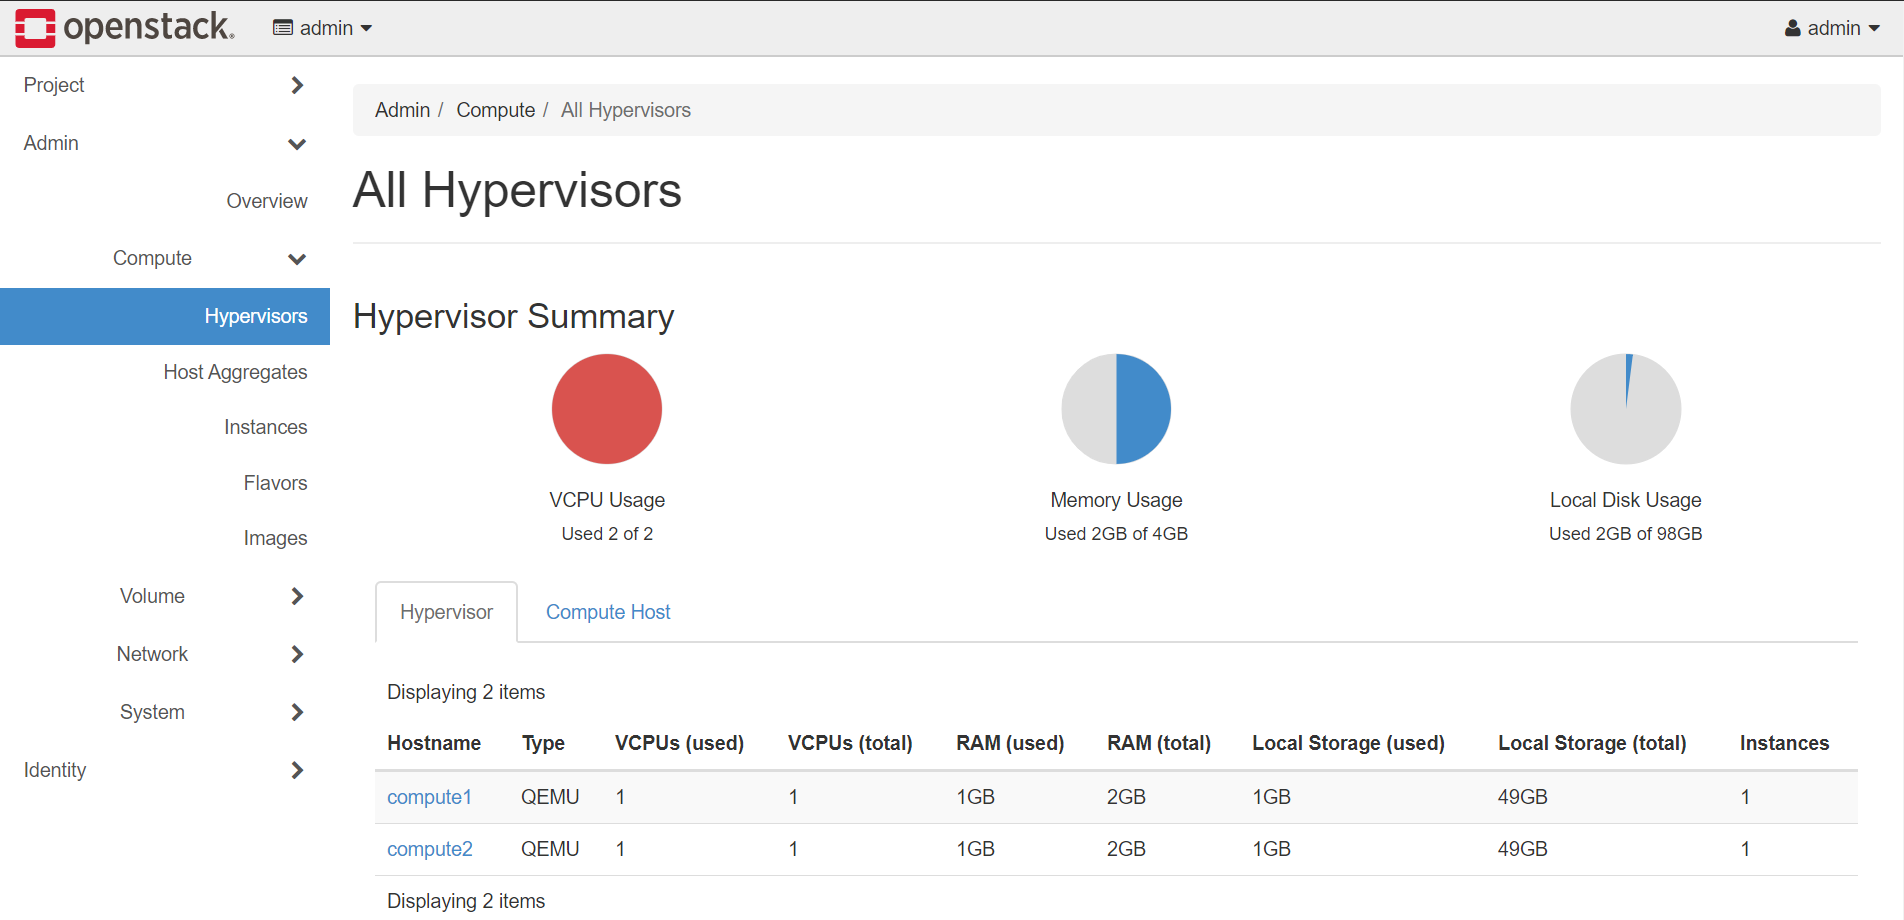 openstack.
admin
admin
Project
Admin
Overview
Compute
Hypervisors
Host Aggregates
Instances
Flavors
Images
Volume
Network
System
Identity
Admin / Compute / All Hypervisors
All Hypervisors
Hypervisor Summary
VCPU Usage
Used 2 of 2
Memory Usage
Used 2GB of 4GB
Local Disk Usage
Used 2GB of 98GB
Hypervisor Compute Host
Displaying 2 items
Hostname Type VCPUs (used) VCPUs (total) RAM (used) RAM (total) Local Storage (used) Local Storage (total) Instances
compute1 QEMU 1 1 1GB 2GB 1GB 49GB 1
compute2 QEMU 1 1 1GB 2GB 1GB 49GB 1
Displaying 2 items